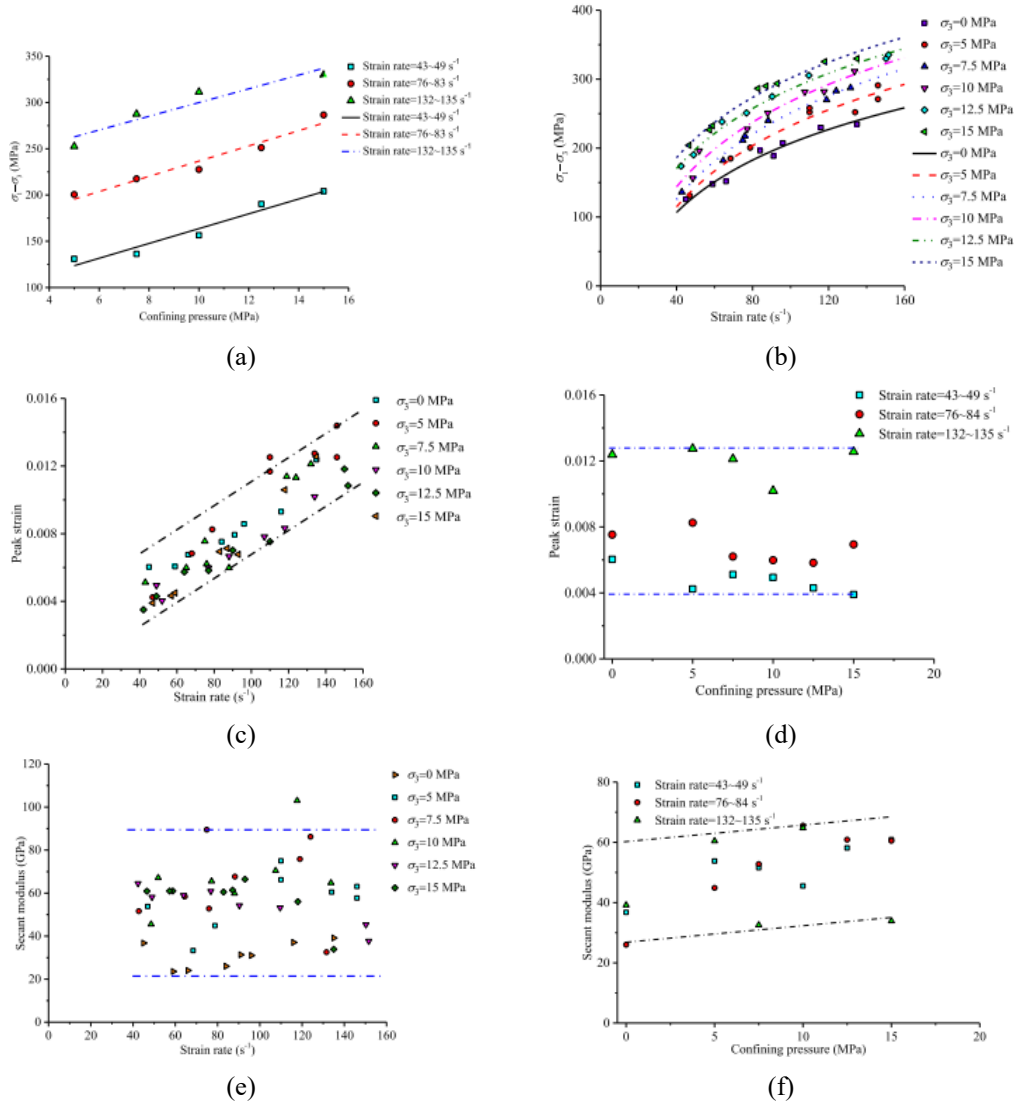 350
300
250
200
150
100
σ₁−σ₃ (MPa)
4 6 8 10 12 14 16
Confining pressure (MPa)
Strain rate=43~49 s⁻¹
Strain rate=76~83 s⁻¹
Strain rate=132~135 s⁻¹
Strain rate=43~49 s⁻¹
Strain rate=76~83 s⁻¹
Strain rate=132~135 s⁻¹
(a)
400
300
200
100
0
σ₁−σ₃ (MPa)
0 40 80 120 160
Strain rate (s⁻¹)
σ₃=0 MPa
σ₃=5 MPa
σ₃=7.5 MPa
σ₃=10 MPa
σ₃=12.5 MPa
σ₃=15 MPa
σ₃=0 MPa
σ₃=5 MPa
σ₃=7.5 MPa
σ₃=10 MPa
σ₃=12.5 MPa
σ₃=15 MPa
(b)
0.016
0.012
0.008
0.004
0.000
Peak strain
0 20 40 60 80 100 120 140 160
Strain rate (s⁻¹)
σ₃=0 MPa
σ₃=5 MPa
σ₃=7.5 MPa
σ₃=10 MPa
σ₃=12.5 MPa
σ₃=15 MPa
(c)
0.016
0.012
0.008
0.004
0.000
Peak strain
0 5 10 15 20
Confining pressure (MPa)
Strain rate=43~49 s⁻¹
Strain rate=76~84 s⁻¹
Strain rate=132~135 s⁻¹
(d)
120
100
80
60
40
20
0
Secant modulus (GPa)
0 20 40 60 80 100 120 140 160
Strain rate (s⁻¹)
σ₃=0 MPa
σ₃=5 MPa
σ₃=7.5 MPa
σ₃=10 MPa
σ₃=12.5 MPa
σ₃=15 MPa
(e)
80
60
40
20
0
Secant modulus (GPa)
0 5 10 15 20
Confining pressure (MPa)
Strain rate=43~49 s⁻¹
Strain rate=76~84 s⁻¹
Strain rate=132~135 s⁻¹
(f)